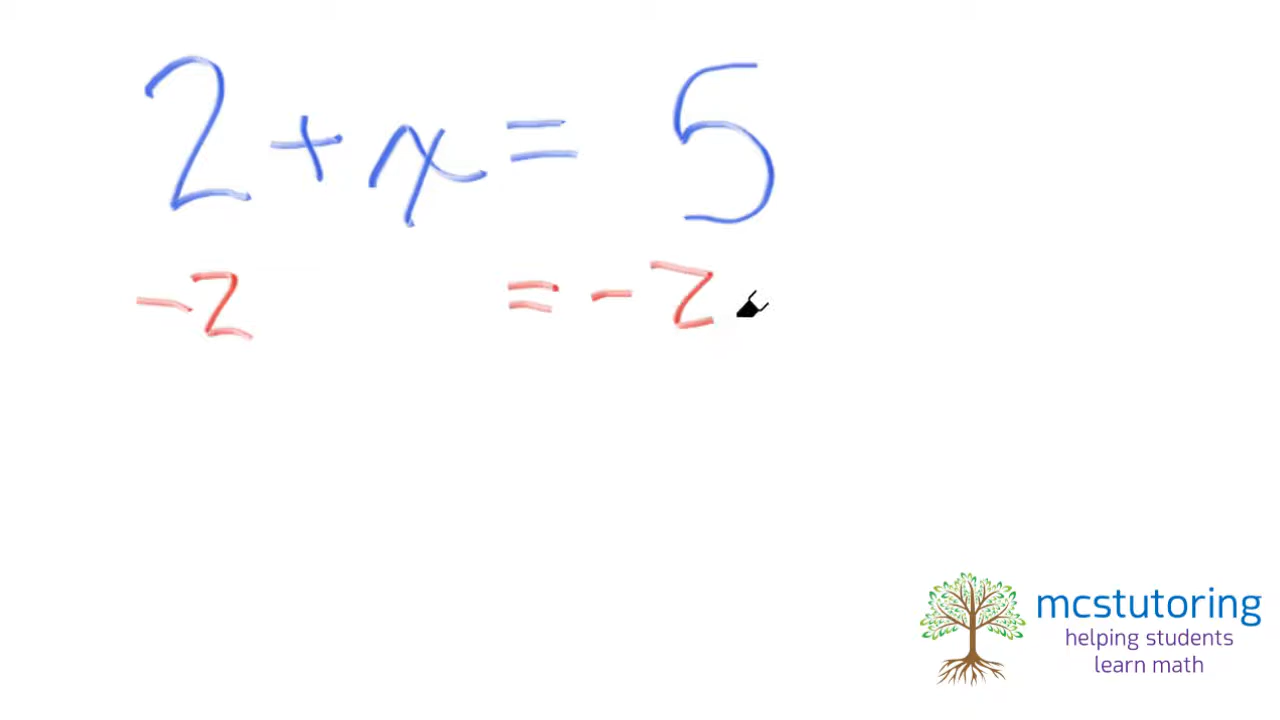 2 + x = 5
-2 = -2
mcstutoring
helping students
learn math